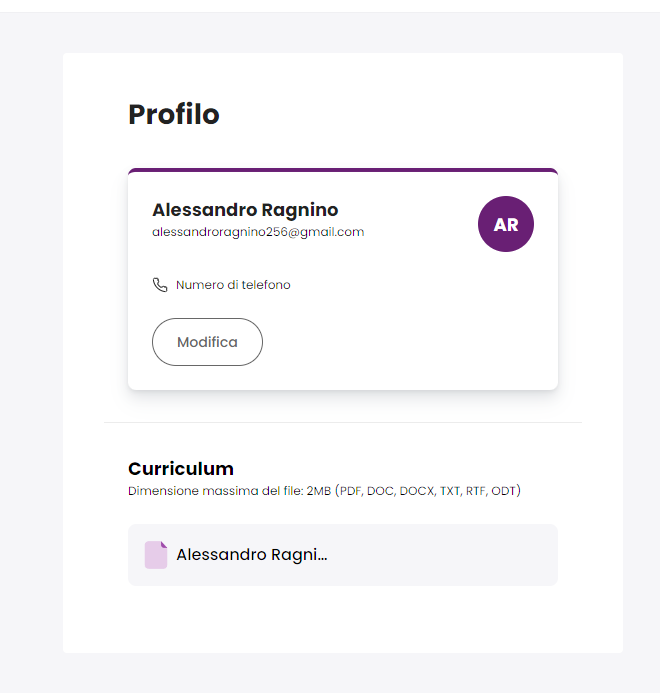 Profilo
Alessandro Ragnino
AR
alessandroragnino256@gmail.com
Numero di telefono
Modifica
Curriculum
Dimensione massima del file: 2MB (PDF, DOC, DOCX, TXT, RTF, ODT)
Alessandro Ragni...